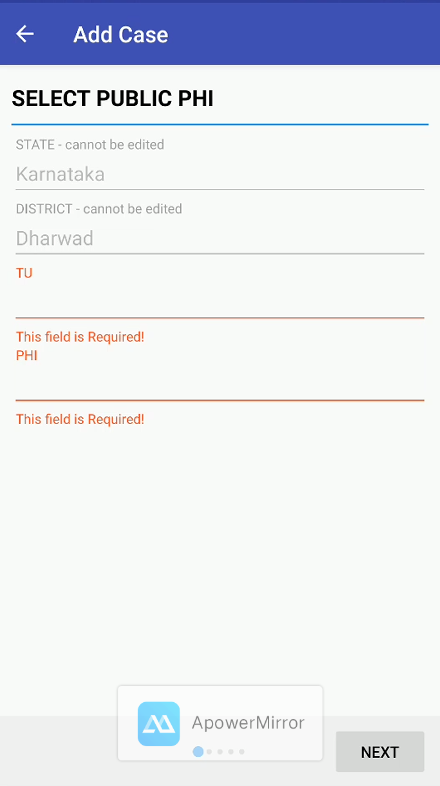 Add Case
SELECT PUBLIC PHI
STATE - cannot be edited
Karnataka
DISTRICT - cannot be edited
Dharwad
TU
This field is Required!
PHI
This field is Required!
ApowerMirror
NEXT